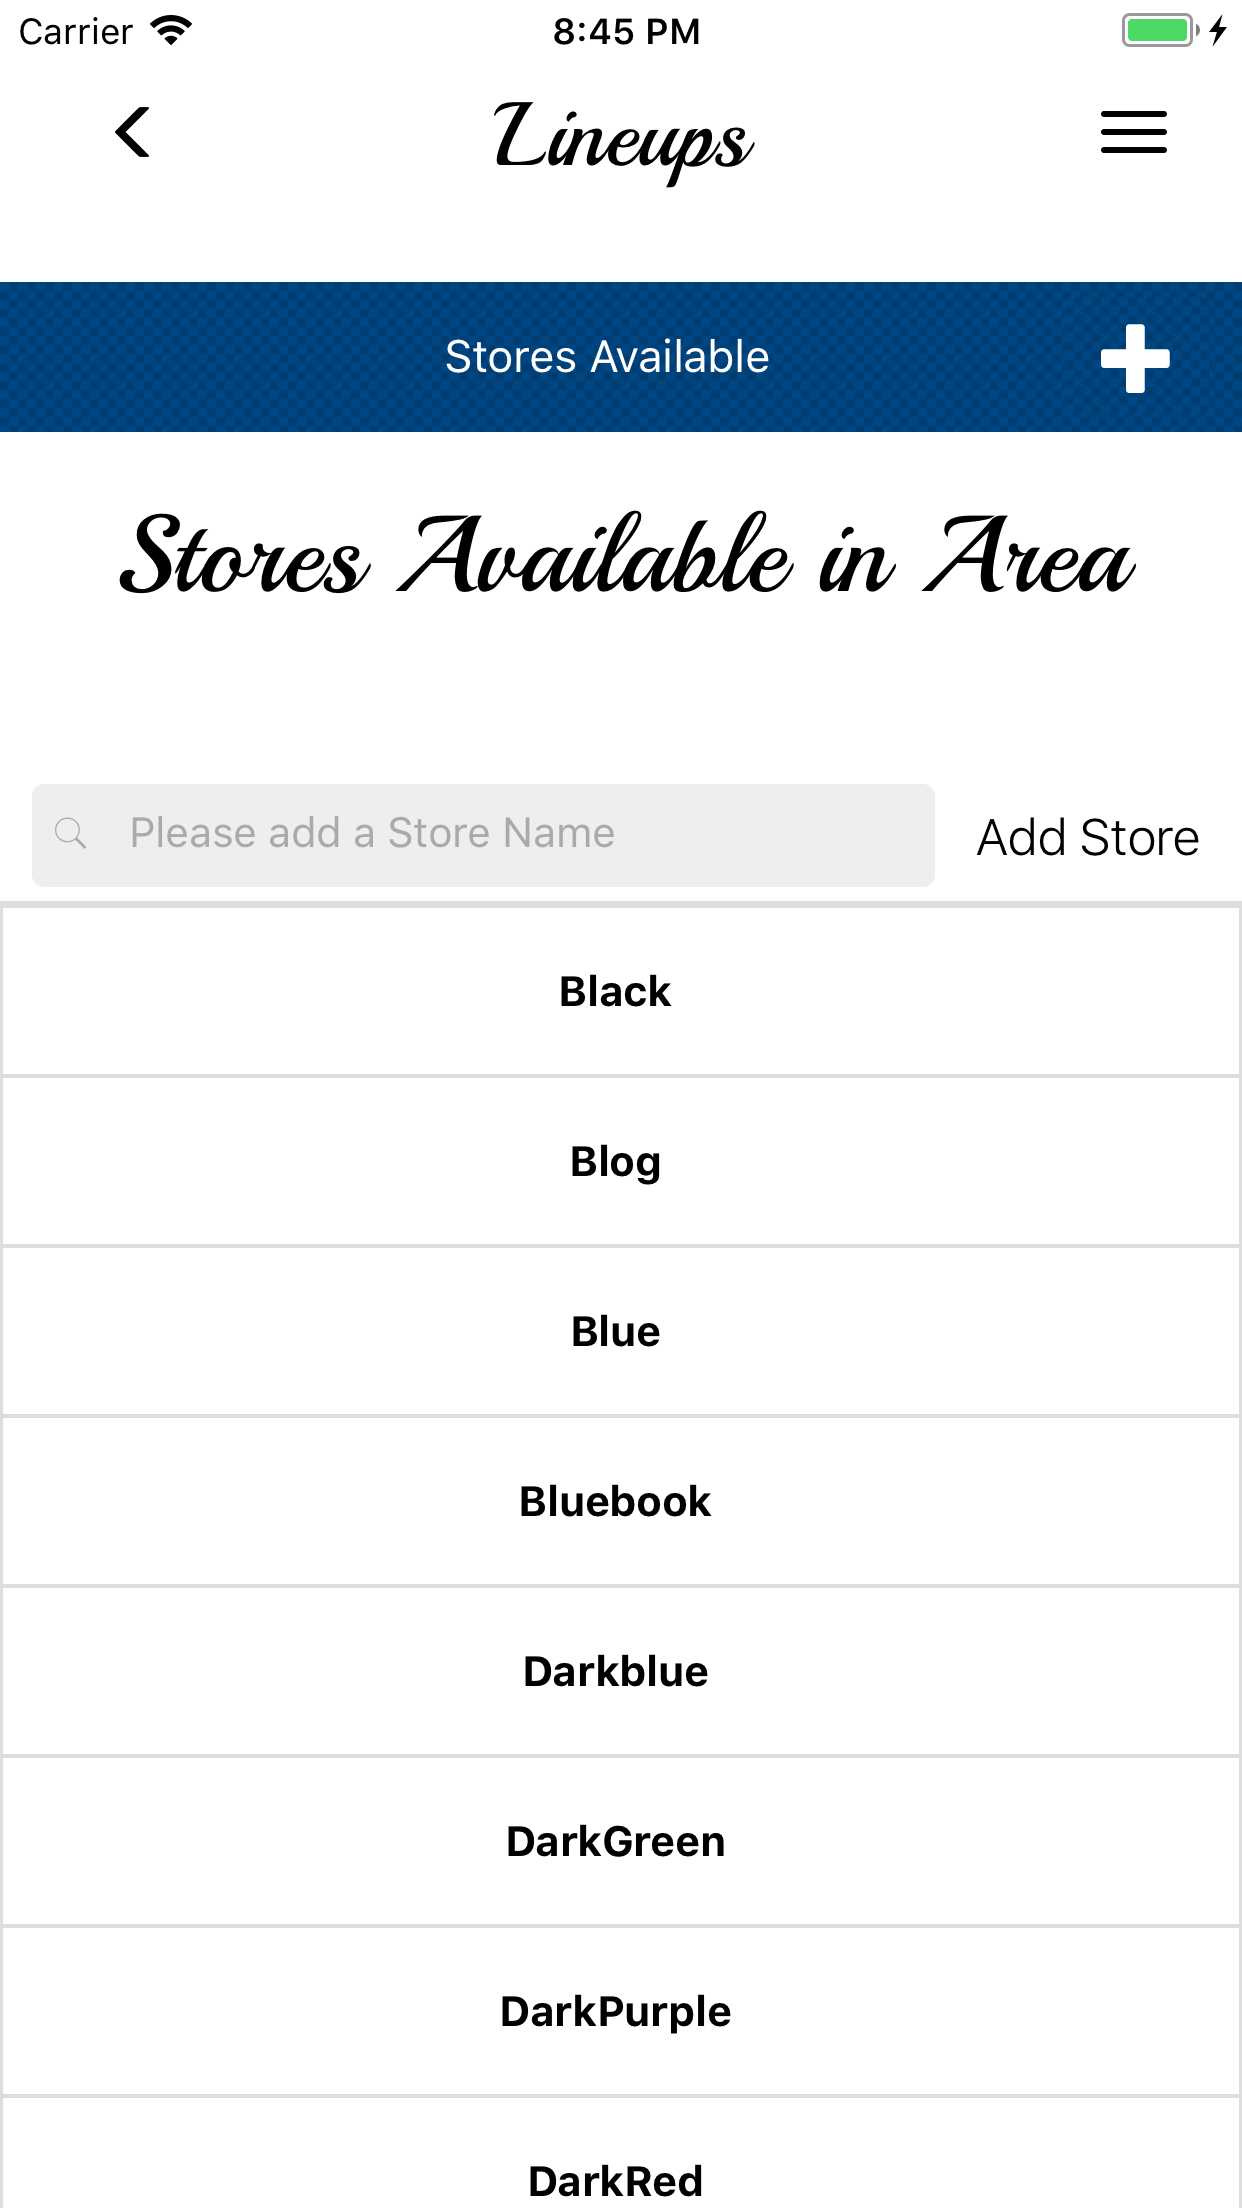 Carrier 8:45 PM
Lineups
Stores Available
Stores Available in Area
Please add a Store Name Add Store
Black
Blog
Blue
Bluebook
Darkblue
DarkGreen
DarkPurple
DarkRed